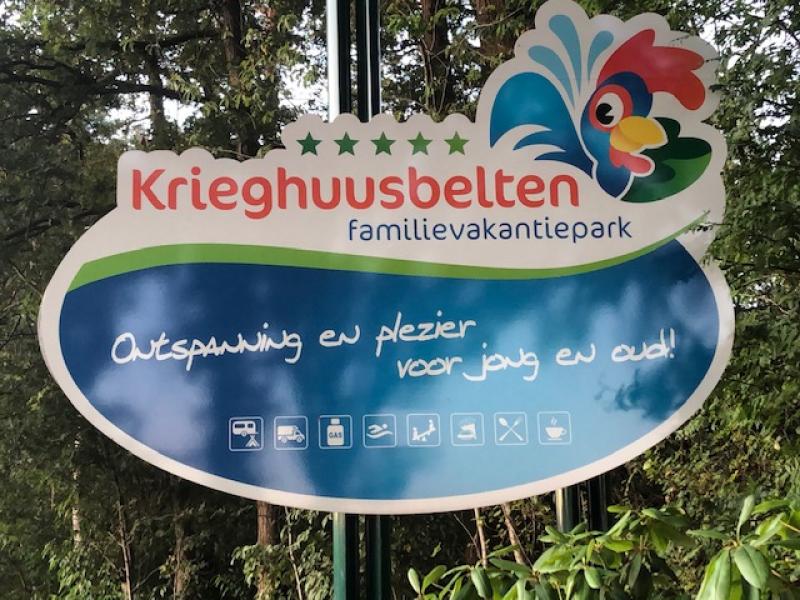 Krieghuusbelten
familievakantiepark
Ontspanning en plezier
voor jong en oud!
GAS